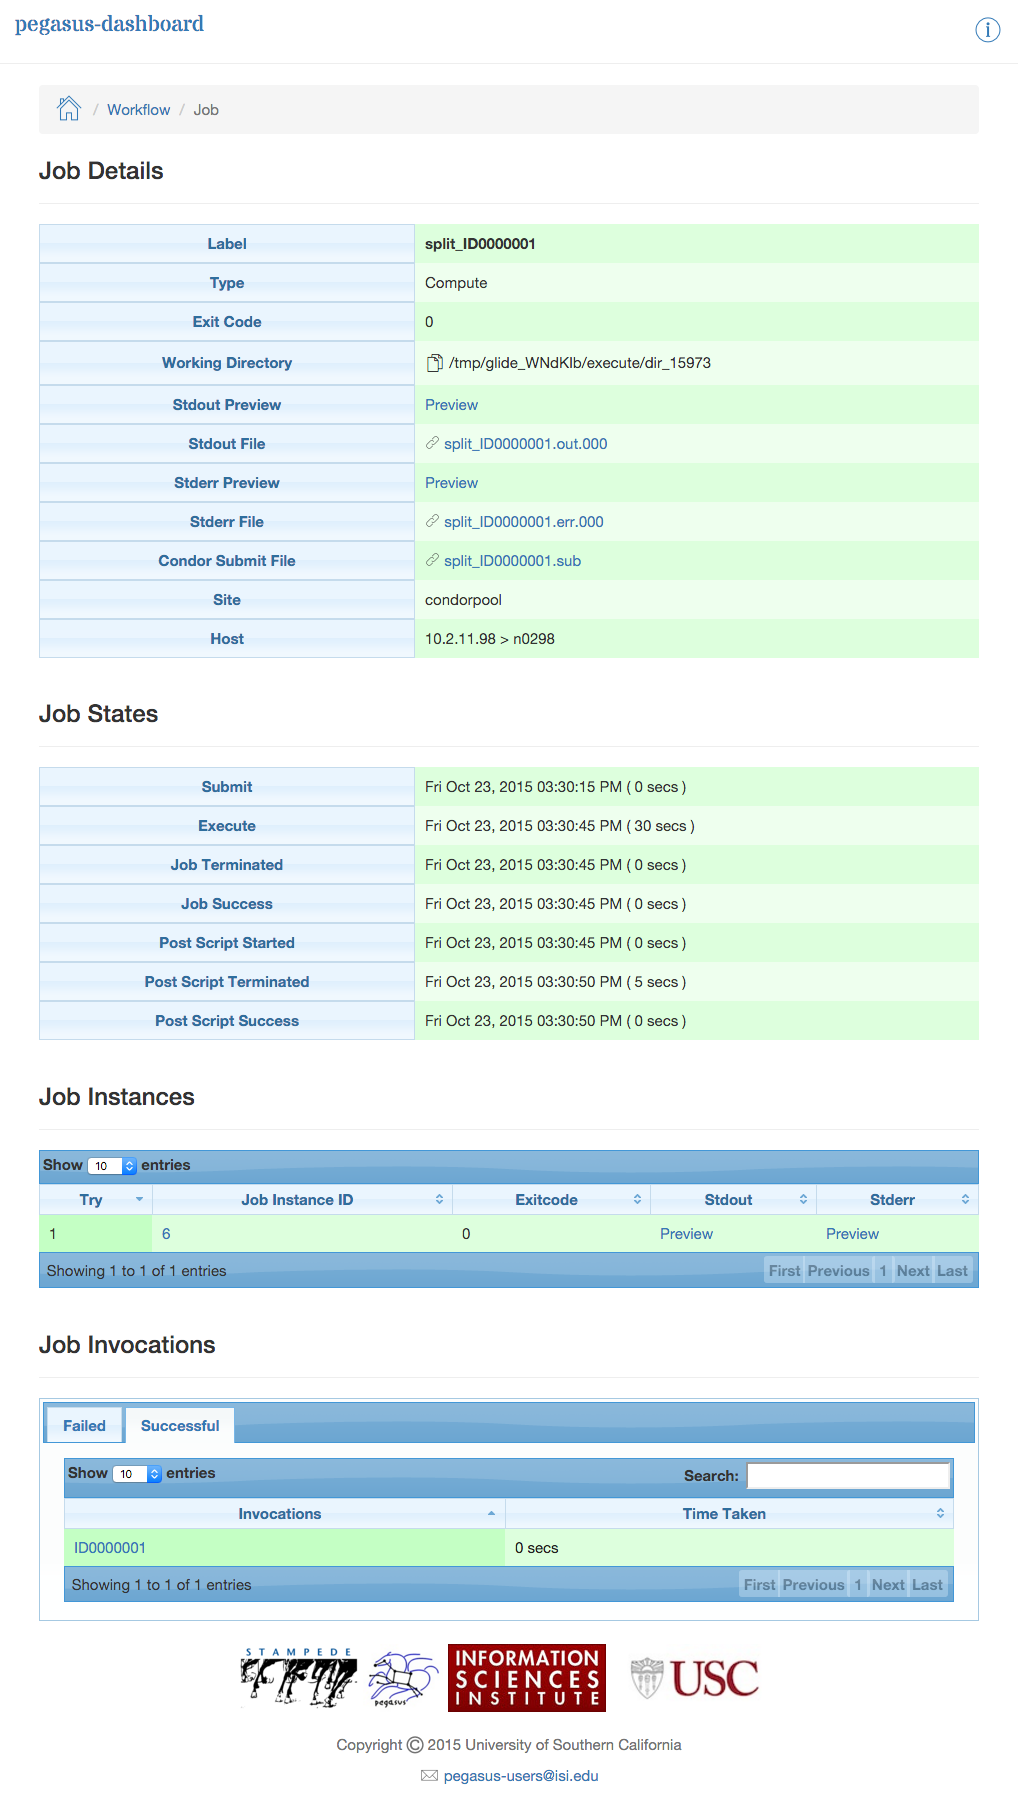 pegasus-dashboard
i
/ Workflow / Job
Job Details
Label split_ID0000001
Type Compute
Exit Code 0
Working Directory /tmp/glide_WNdKIb/execute/dir_15973
Stdout Preview Preview
Stdout File split_ID0000001.out.000
Stderr Preview Preview
Stderr File split_ID0000001.err.000
Condor Submit File split_ID0000001.sub
Site condorpool
Host 10.2.11.98 > n0298
Job States
Submit Fri Oct 23, 2015 03:30:15 PM ( 0 secs )
Execute Fri Oct 23, 2015 03:30:45 PM ( 30 secs )
Job Terminated Fri Oct 23, 2015 03:30:45 PM ( 0 secs )
Job Success Fri Oct 23, 2015 03:30:45 PM ( 0 secs )
Post Script Started Fri Oct 23, 2015 03:30:45 PM ( 0 secs )
Post Script Terminated Fri Oct 23, 2015 03:30:50 PM ( 5 secs )
Post Script Success Fri Oct 23, 2015 03:30:50 PM ( 0 secs )
Job Instances
Show 10 entries
Try Job Instance ID Exitcode Stdout Stderr
1 6 0 Preview Preview
Showing 1 to 1 of 1 entries First Previous 1 Next Last
Job Invocations
Failed Successful
Show 10 entries Search:
Invocations Time Taken
ID0000001 0 secs
Showing 1 to 1 of 1 entries First Previous 1 Next Last
STAMPEDE
pegasus
INFORMATION
SCIENCES
INSTITUTE
USC
Copyright © 2015 University of Southern California
pegasus-users@isi.edu